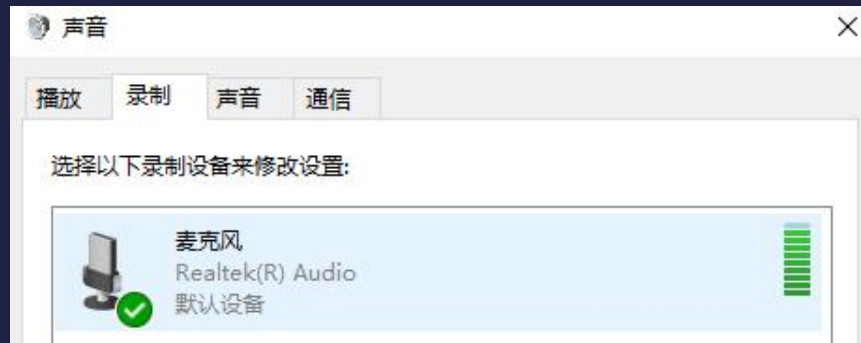 声音
播放 录制 声音 通信
选择以下录制设备来修改设置:
麦克风
Realtek(R) Audio
默认设备